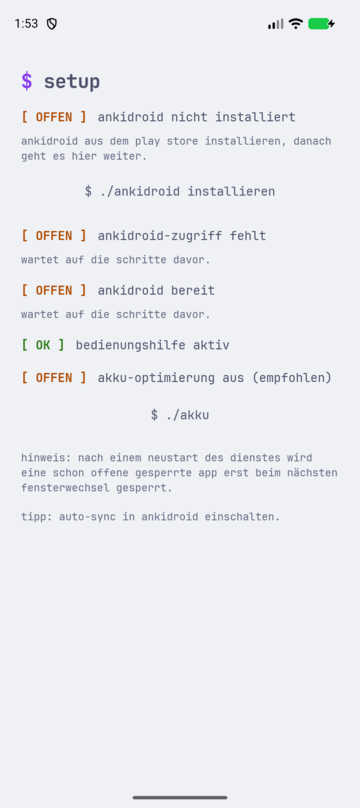 1:53
$ setup
[ OFFEN ] ankidroid nicht installiert
ankidroid aus dem play store installieren, danach
geht es hier weiter.
$ ./ankidroid installieren
[ OFFEN ] ankidroid-zugriff fehlt
wartet auf die schritte davor.
[ OFFEN ] ankidroid bereit
wartet auf die schritte davor.
[ OK ] bedienungshilfe aktiv
[ OFFEN ] akku-optimierung aus (empfohlen)
$ ./akku
hinweis: nach einem neustart des dienstes wird
eine schon offene gesperrte app erst beim nächsten
fensterwechsel gesperrt.
tipp: auto-sync in ankidroid einschalten.